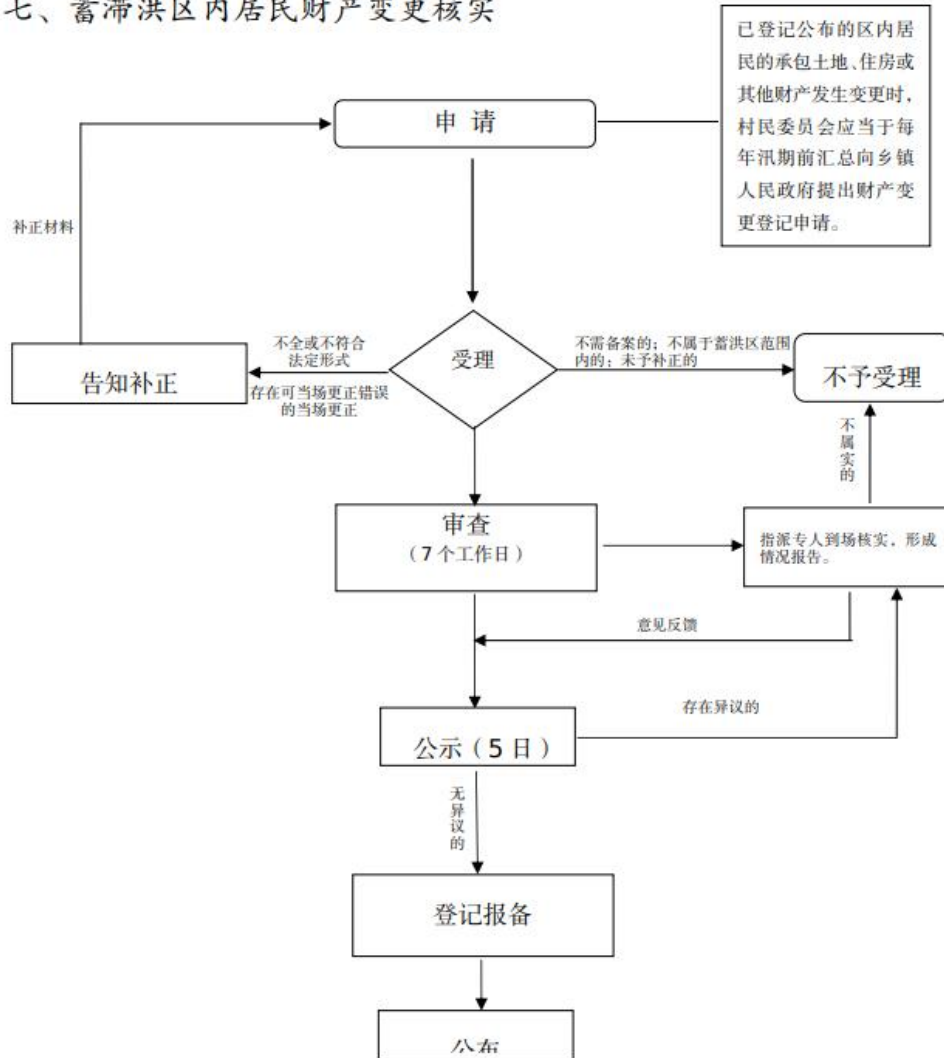 七、蓄滞洪区内居民财产变更核实
已登记公布的区内居
民的承包土地、住房或
其他财产发生变更时，
村民委员会应当于每
年汛期前汇总向乡镇
人民政府提出财产变
更登记申请。
申 请
补正材料
不全或不符合
法定形式
存在可当场更正错误
的当场更正
告知补正
受理
不需备案的；不属于蓄洪区范围
内的；未予补正的
不予受理
不属实的
审查
（7 个工作日）
指派专人到场核实，形成
情况报告。
意见反馈
存在异议的
公示（5 日）
无异议的
登记报备
公布